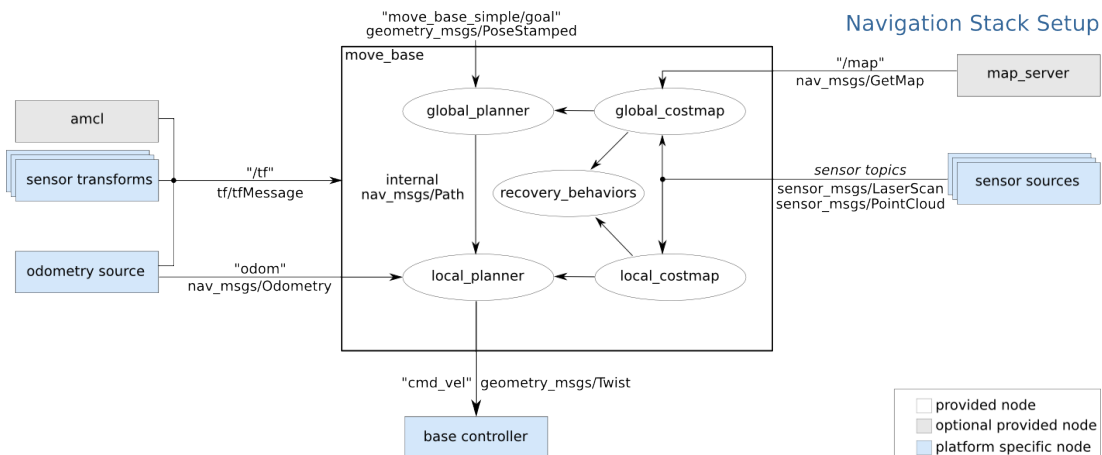 Navigation Stack Setup
"move_base_simple/goal"
geometry_msgs/PoseStamped
move_base
"/map"
nav_msgs/GetMap
map_server
amcl
global_planner
global_costmap
sensor transforms
"/tf"
tf/tfMessage
internal
nav_msgs/Path
recovery_behaviors
sensor topics
sensor_msgs/LaserScan
sensor_msgs/PointCloud
sensor sources
odometry source
"odom"
nav_msgs/Odometry
local_planner
local_costmap
"cmd_vel" geometry_msgs/Twist
base controller
provided node
optional provided node
platform specific node